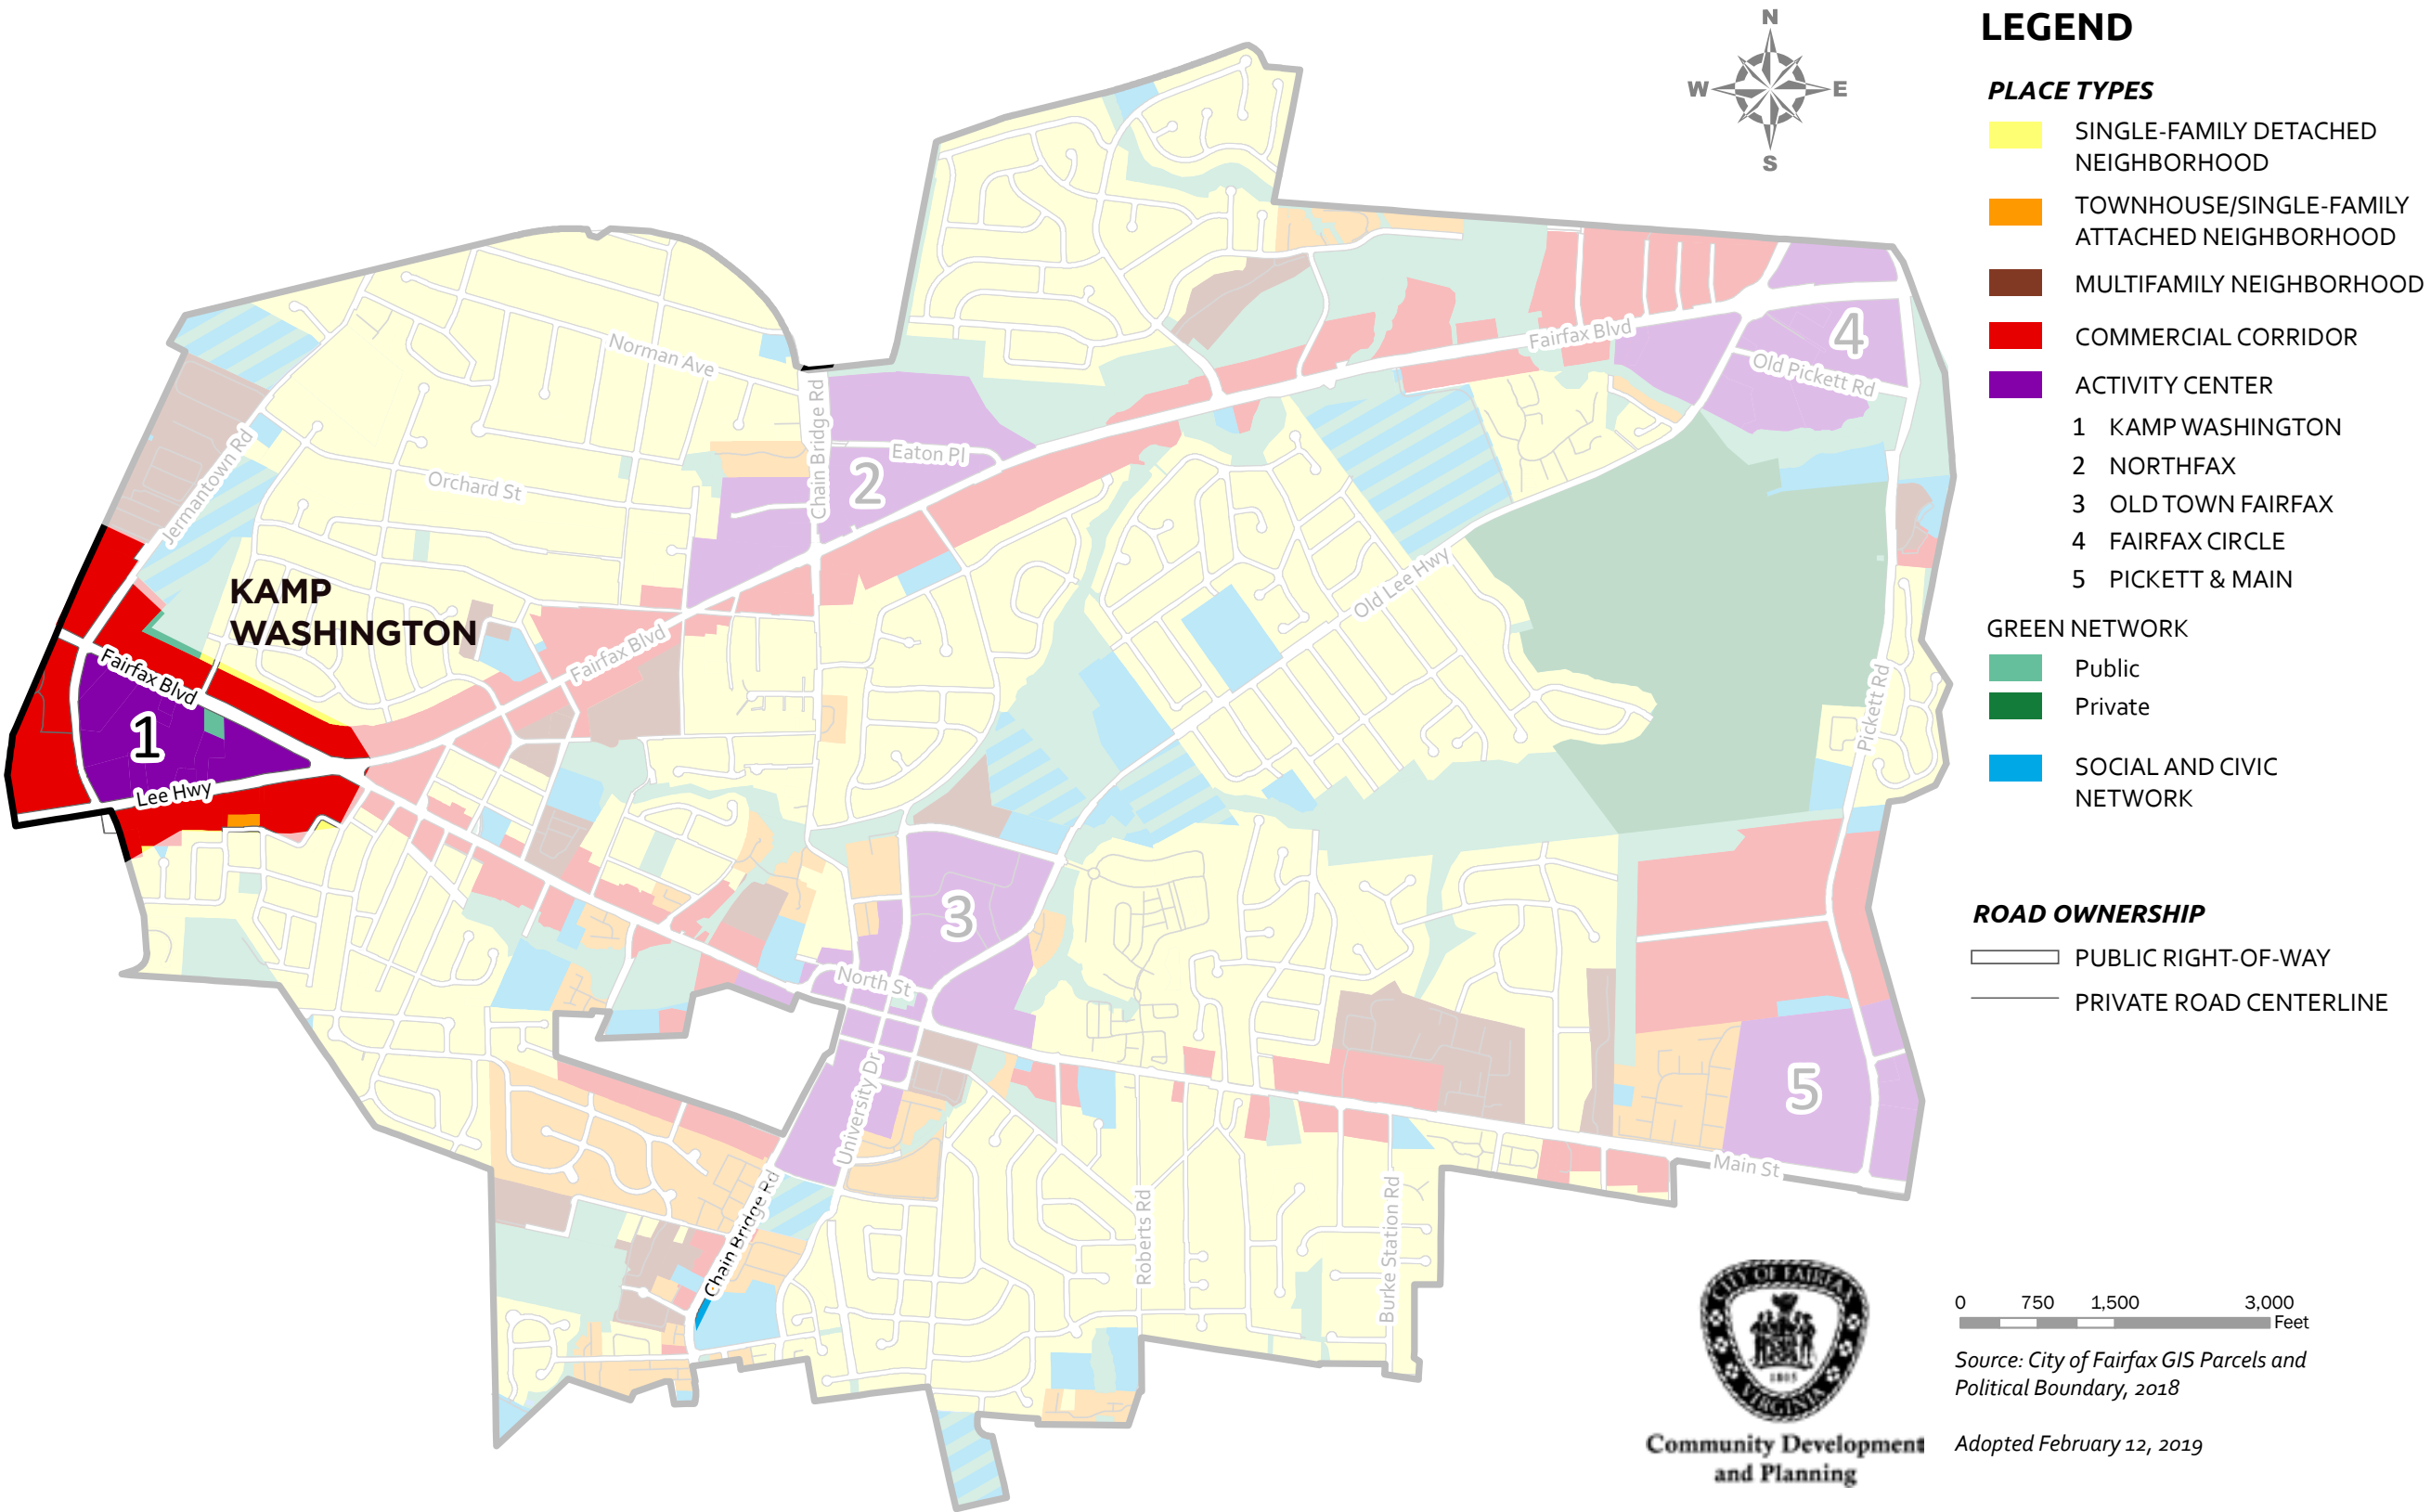 N
W
E
S
LEGEND
PLACE TYPES
SINGLE-FAMILY DETACHED
NEIGHBORHOOD
TOWNHOUSE/SINGLE-FAMILY
ATTACHED NEIGHBORHOOD
MULTIFAMILY NEIGHBORHOOD
COMMERCIAL CORRIDOR
ACTIVITY CENTER
1 KAMP WASHINGTON
2 NORTHFAX
3 OLD TOWN FAIRFAX
4 FAIRFAX CIRCLE
5 PICKETT & MAIN
GREEN NETWORK
Public
Private
SOCIAL AND CIVIC
NETWORK
ROAD OWNERSHIP
PUBLIC RIGHT-OF-WAY
PRIVATE ROAD CENTERLINE
Norman Ave
Chain Bridge Rd
Eaton Pl
2
Orchard St
Jermantown Rd
Fairfax Blvd
4
Old Pickett Rd
KAMP
WASHINGTON
Fairfax Blvd
1
Lee Hwy
Fairfax Blvd
Old Lee Hwy
Pickett Rd
3
North St
University Dr
5
Main St
Chain Bridge Rd
Roberts Rd
Burke Station Rd
CITY OF FAIRFAX
1805
VIRGINIA
Community Development
and Planning
0 750 1,500 3,000
Feet
Source: City of Fairfax GIS Parcels and
Political Boundary, 2018
Adopted February 12, 2019